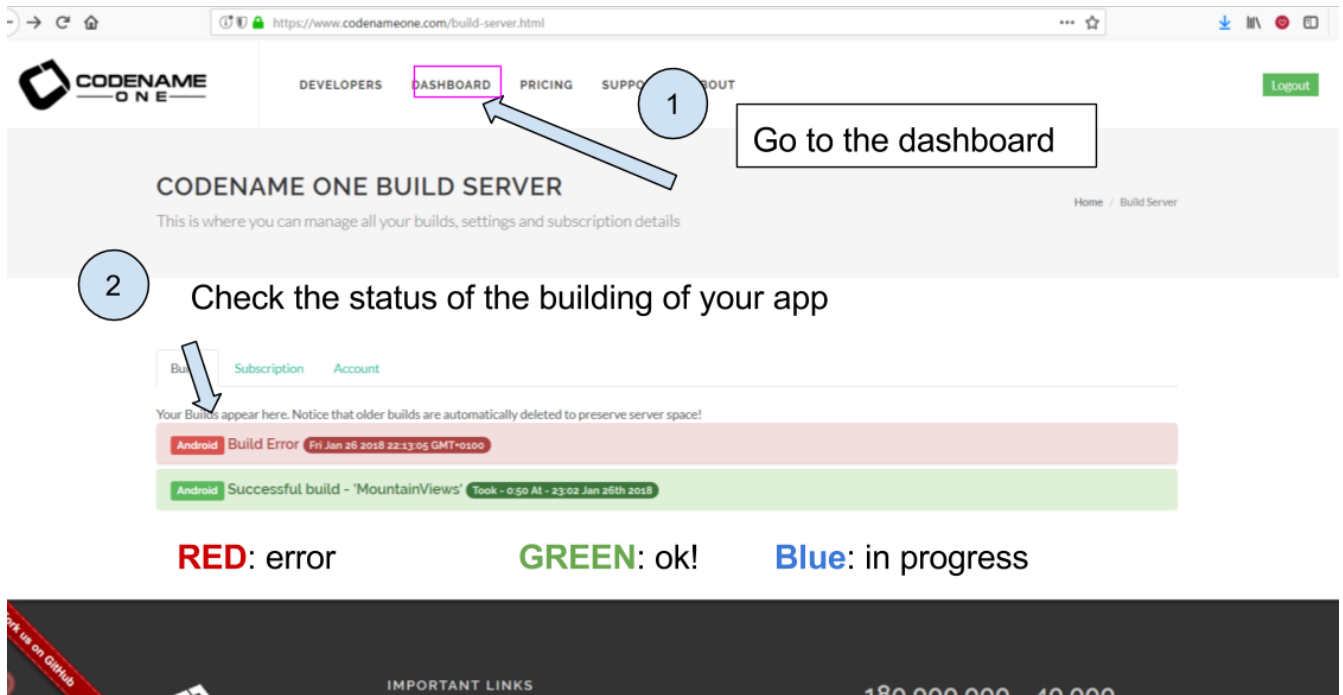 https://www.codenameone.com/build-server.html
CODENAME
ONE
DEVELOPERS DASHBOARD PRICING
Logout
1
Go to the dashboard
CODENAME ONE BUILD SERVER
This is where you can manage all your builds, settings and subscription details
Home / Build Server
2
Check the status of the building of your app
Subscription Account
Your Builds appear here. Notice that older builds are automatically deleted to preserve server space!
Android Build Error Fri Jan 26 2018 22:13:05 GMT+0100
Android Successful build - 'MountainViews' Took - 0:50 At - 23:02 Jan 26th 2018
RED: error GREEN: ok! Blue: in progress
us on GitHub
IMPORTANT LINKS